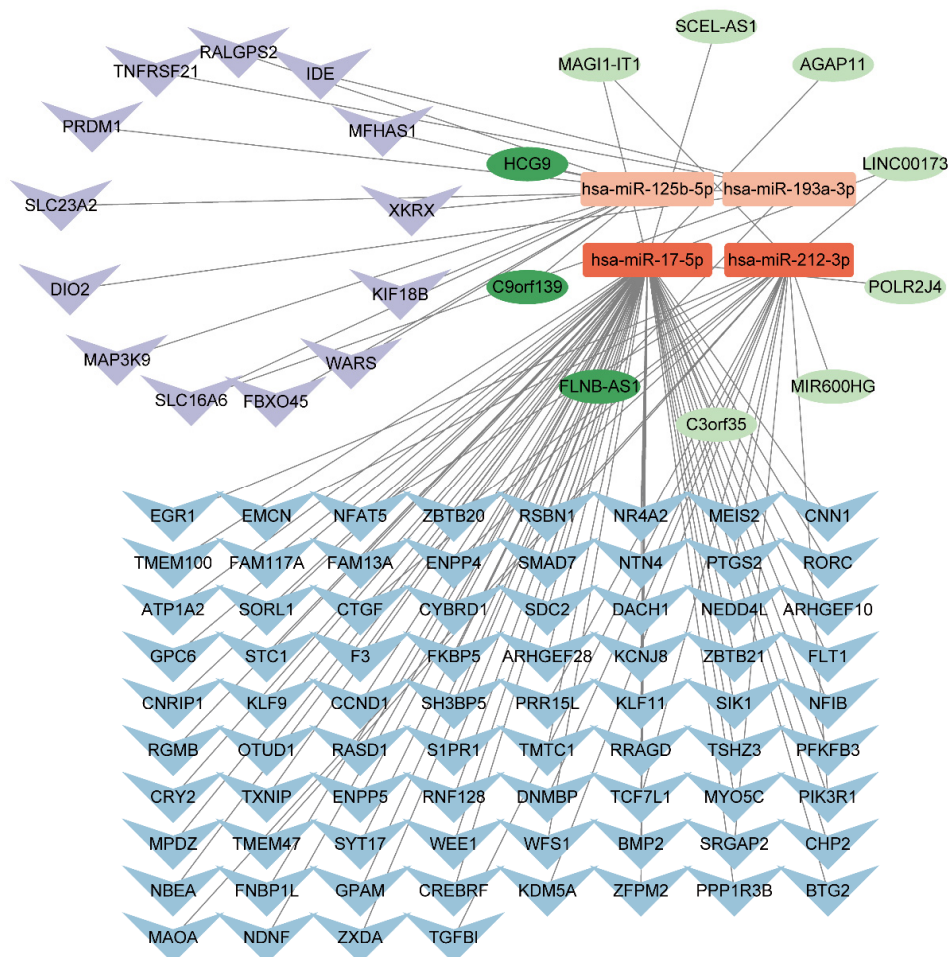 SCEL-AS1
RALGPS2
TNFRSF21
IDE
MAGI1-IT1
AGAP11
PRDM1
MFHAS1
HCG9
LINC00173
hsa-miR-125b-5p
hsa-miR-193a-3p
SLC23A2
XKRX
hsa-miR-17-5p
hsa-miR-212-3p
DIO2
KIF18B
C9orf139
POLR2J4
MAP3K9
WARS
SLC16A6
FBXO45
FLNB-AS1
MIR600HG
C3orf35
EGR1 EMCN NFAT5 ZBTB20 RSBN1 NR4A2 MEIS2 CNN1
TMEM100 FAM117A FAM13A ENPP4 SMAD7 NTN4 PTGS2 RORC
ATP1A2 SORL1 CTGF CYBRD1 SDC2 DACH1 NEDD4L ARHGEF10
GPC6 STC1 F3 FKBP5 ARHGEF28 KCNJ8 ZBTB21 FLT1
CNRIP1 KLF9 CCND1 SH3BP5 PRR15L KLF11 SIK1 NFIB
RGMB OTUD1 RASD1 S1PR1 TMTC1 RRAGD TSHZ3 PFKFB3
CRY2 TXNIP ENPP5 RNF128 DNMBP TCF7L1 MYO5C PIK3R1
MPDZ TMEM47 SYT17 WEE1 WFS1 BMP2 SRGAP2 CHP2
NBEA FNBP1L GPAM CREBRF KDM5A ZFPM2 PPP1R3B BTG2
MAOA NDNF ZXDA TGFBI